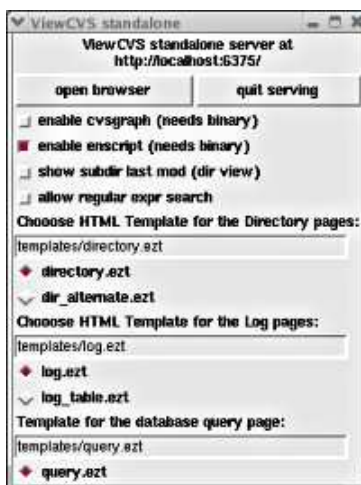 ViewCVS standalone
ViewCVS standalone server at
http://localhost:6375/
open browser
quit serving
enable cvsgraph (needs binary)
enable enscript (needs binary)
show subdir last mod (dir view)
allow regular expr search
Choose HTML Template for the Directory pages:
templates/directory.ezt
directory.ezt
dir_alternate.ezt
Choose HTML Template for the Log pages:
templates/log.ezt
log.ezt
log_table.ezt
Template for the database query page:
templates/query.ezt
query.ezt